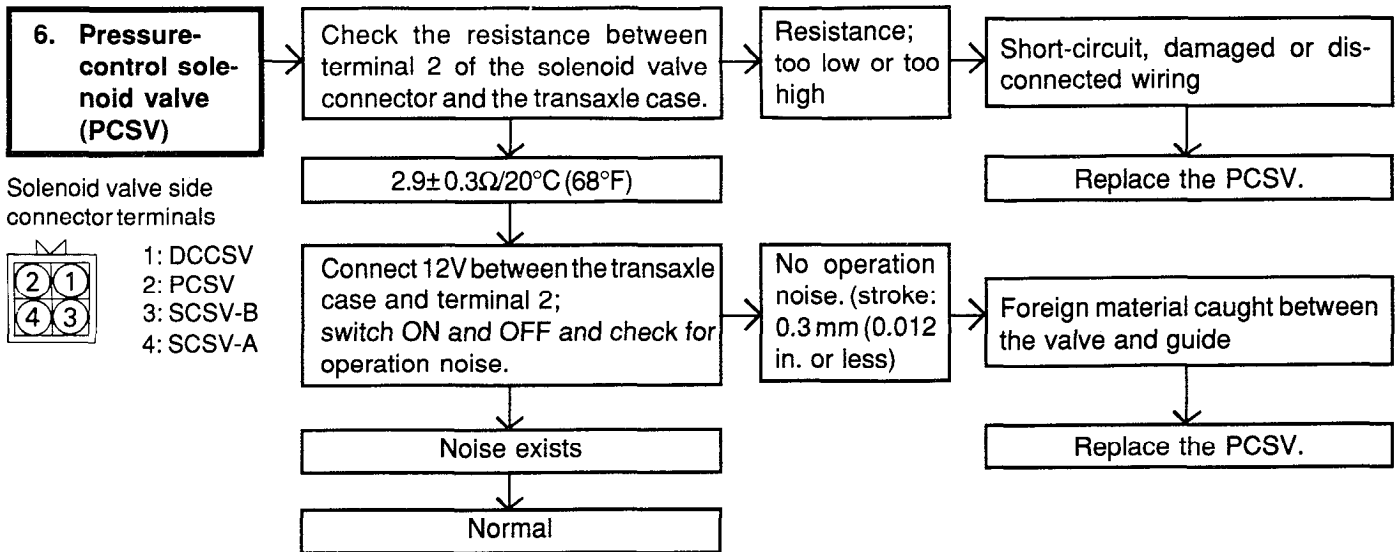 6. Pressure-
control sole-
noid valve
(PCSV)
Check the resistance between
terminal 2 of the solenoid valve
connector and the transaxle case.
Resistance;
too low or too
high
Short-circuit, damaged or dis-
connected wiring
Replace the PCSV.
2.9±0.3Ω/20°C (68°F)
Solenoid valve side
connector terminals
2 1
4 3
1: DCCSV
2: PCSV
3: SCSV-B
4: SCSV-A
Connect 12V between the transaxle
case and terminal 2;
switch ON and OFF and check for
operation noise.
No operation
noise. (stroke:
0.3 mm (0.012
in. or less)
Foreign material caught between
the valve and guide
Replace the PCSV.
Noise exists
Normal